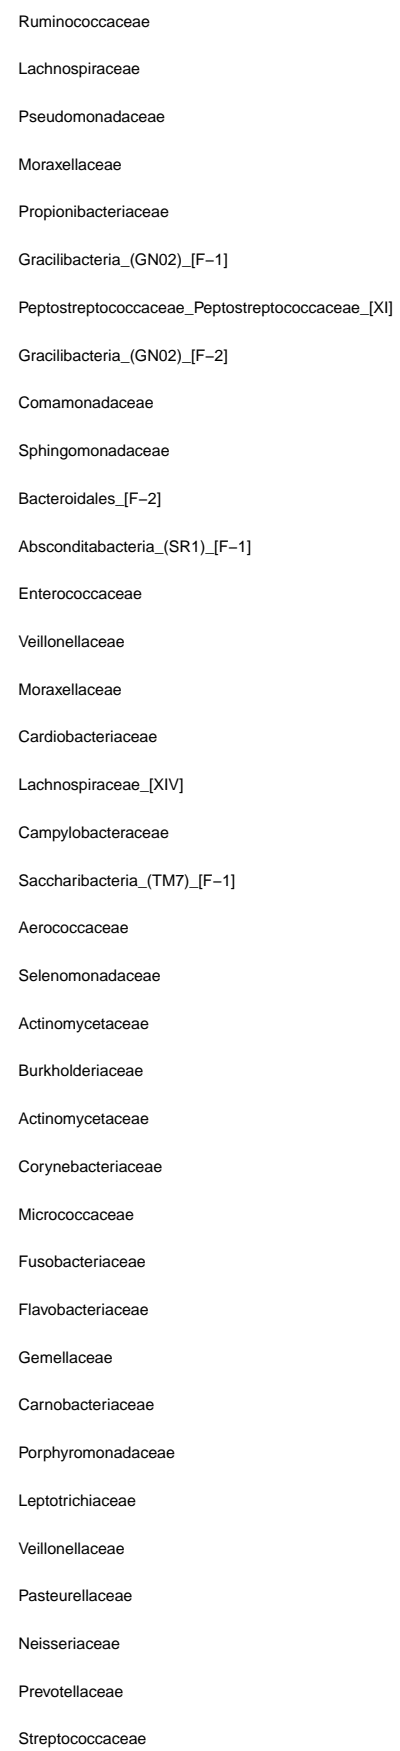 Ruminococcaceae
Lachnospiraceae
Pseudomonadaceae
Moraxellaceae
Propionibacteriaceae
Gracilibacteria_(GN02)_[F−1]
Peptostreptococcaceae_Peptostreptococcaceae_[XI]
Gracilibacteria_(GN02)_[F−2]
Comamonadaceae
Sphingomonadaceae
Bacteroidales_[F−2]
Absconditabacteria_(SR1)_[F−1]
Enterococcaceae
Veillonellaceae
Moraxellaceae
Cardiobacteriaceae
Lachnospiraceae_[XIV]
Campylobacteraceae
Saccharibacteria_(TM7)_[F−1]
Aerococcaceae
Selenomonadaceae
Actinomycetaceae
Burkholderiaceae
Actinomycetaceae
Corynebacteriaceae
Micrococcaceae
Fusobacteriaceae
Flavobacteriaceae
Gemellaceae
Carnobacteriaceae
Porphyromonadaceae
Leptotrichiaceae
Veillonellaceae
Pasteurellaceae
Neisseriaceae
Prevotellaceae
Streptococcaceae